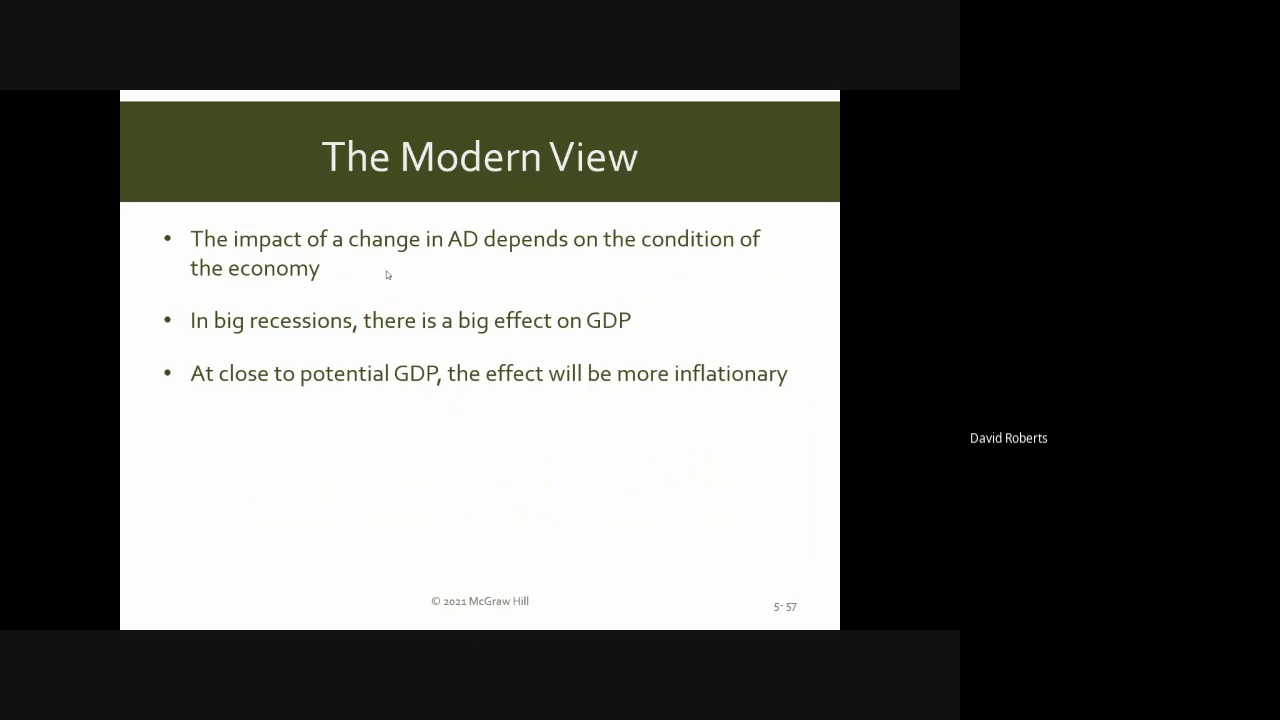 The Modern View
• The impact of a change in AD depends on the condition of
the economy
• In big recessions, there is a big effect on GDP
• At close to potential GDP, the effect will be more inflationary
David Roberts
© 2021 McGraw Hill
5- 57